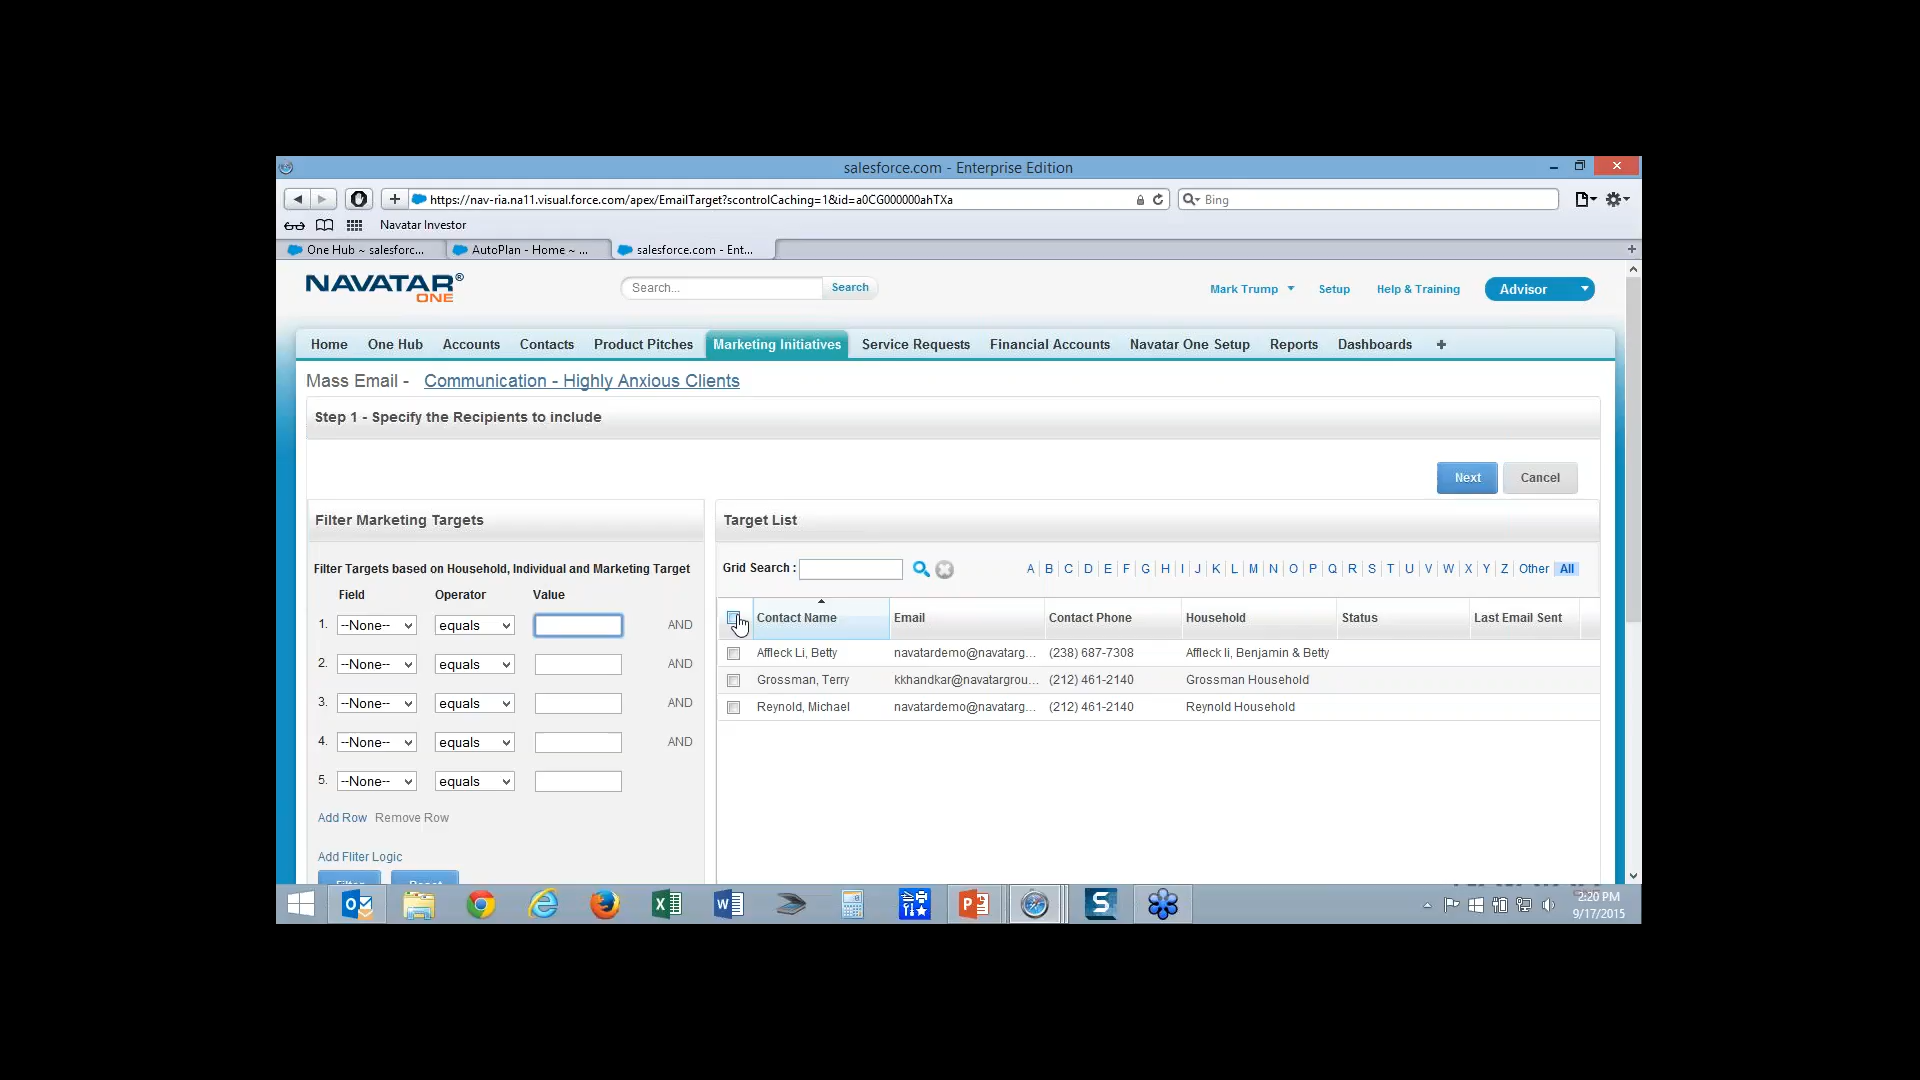 salesforce.com - Enterprise Edition
https://nav-ria.na11.visual.force.com/apex/EmailTarget?scontrolCaching=1&id=a0CG000000ahTXa
Bing
Navatar Investor
One Hub ~ salesforc...
AutoPlan - Home ~ ...
salesforce.com - Ent...
NAVATAR®
ONE
Search...
Search
Mark Trump
Setup
Help & Training
Advisor
Home
One Hub
Accounts
Contacts
Product Pitches
Marketing Initiatives
Service Requests
Financial Accounts
Navatar One Setup
Reports
Dashboards
Mass Email - Communication - Highly Anxious Clients
Step 1 - Specify the Recipients to include
Next
Cancel
Filter Marketing Targets
Filter Targets based on Household, Individual and Marketing Target
Field Operator Value
1. --None-- equals AND
2. --None-- equals AND
3. --None-- equals AND
4. --None-- equals AND
5. --None-- equals
Add Row Remove Row
Add Fliter Logic
Filter
Reset
Target List
Grid Search :
A B C D E F G H I J K L M N O P Q R S T U V W X Y Z Other All
Contact Name Email Contact Phone Household Status Last Email Sent
Affleck Li, Betty navatardemo@navatarg... (238) 687-7308 Affleck li, Benjamin & Betty
Grossman, Terry kkhandkar@navatargrou... (212) 461-2140 Grossman Household
Reynold, Michael navatardemo@navatarg... (212) 461-2140 Reynold Household
2:20 PM
9/17/2015